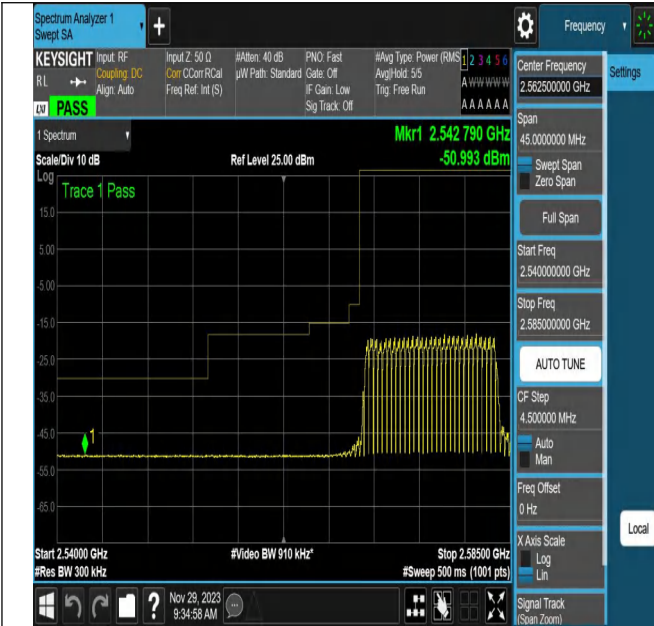 Spectrum Analyzer 1
Swept SA
+
Frequency
KEYSIGHT
RL
LXI
PASS
Input: RF
Coupling: DC
Align: Auto
Input Z: 50 Ω
Corr CCorr RCal
Freq Ref: Int (S)
#Atten: 40 dB
µW Path: Standard
PNO: Fast
Gate: Off
IF Gain: Low
Sig Track: Off
#Avg Type: Power (RMS
Avg|Hold: 5/5
Trig: Free Run
1 2 3 4 5 6
A W W W W W
A A A A A A
1 Spectrum
Scale/Div 10 dB
Log
Ref Level 25.00 dBm
Mkr1 2.542 790 GHz
-50.993 dBm
Trace 1 Pass
15.0
5.00
-5.00
-15.0
-25.0
-35.0
-45.0
-55.0
-65.0
1
Start 2.54000 GHz
#Res BW 300 kHz
#Video BW 910 kHz*
Stop 2.58500 GHz
#Sweep 500 ms (1001 pts)
Nov 29, 2023
9:34:58 AM
?
Center Frequency
2.562500000 GHz
Settings
Span
45.0000000 MHz
Swept Span
Zero Span
Full Span
Start Freq
2.540000000 GHz
Stop Freq
2.585000000 GHz
AUTO TUNE
CF Step
4.500000 MHz
Auto
Man
Freq Offset
0 Hz
Local
X Axis Scale
Log
Lin
Signal Track
(Span Zoom)